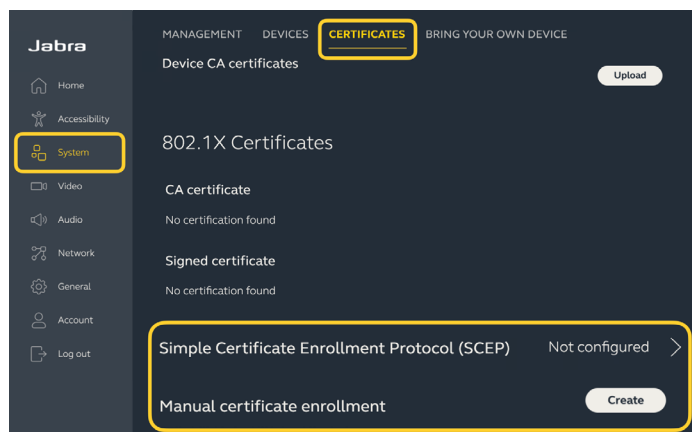 Jabra
Home
Accessibility
System
Video
Audio
Network
General
Account
Log out
MANAGEMENT DEVICES CERTIFICATES BRING YOUR OWN DEVICE
Device CA certificates
Upload
802.1X Certificates
CA certificate
No certification found
Signed certificate
No certification found
Simple Certificate Enrollment Protocol (SCEP) Not configured
Manual certificate enrollment Create